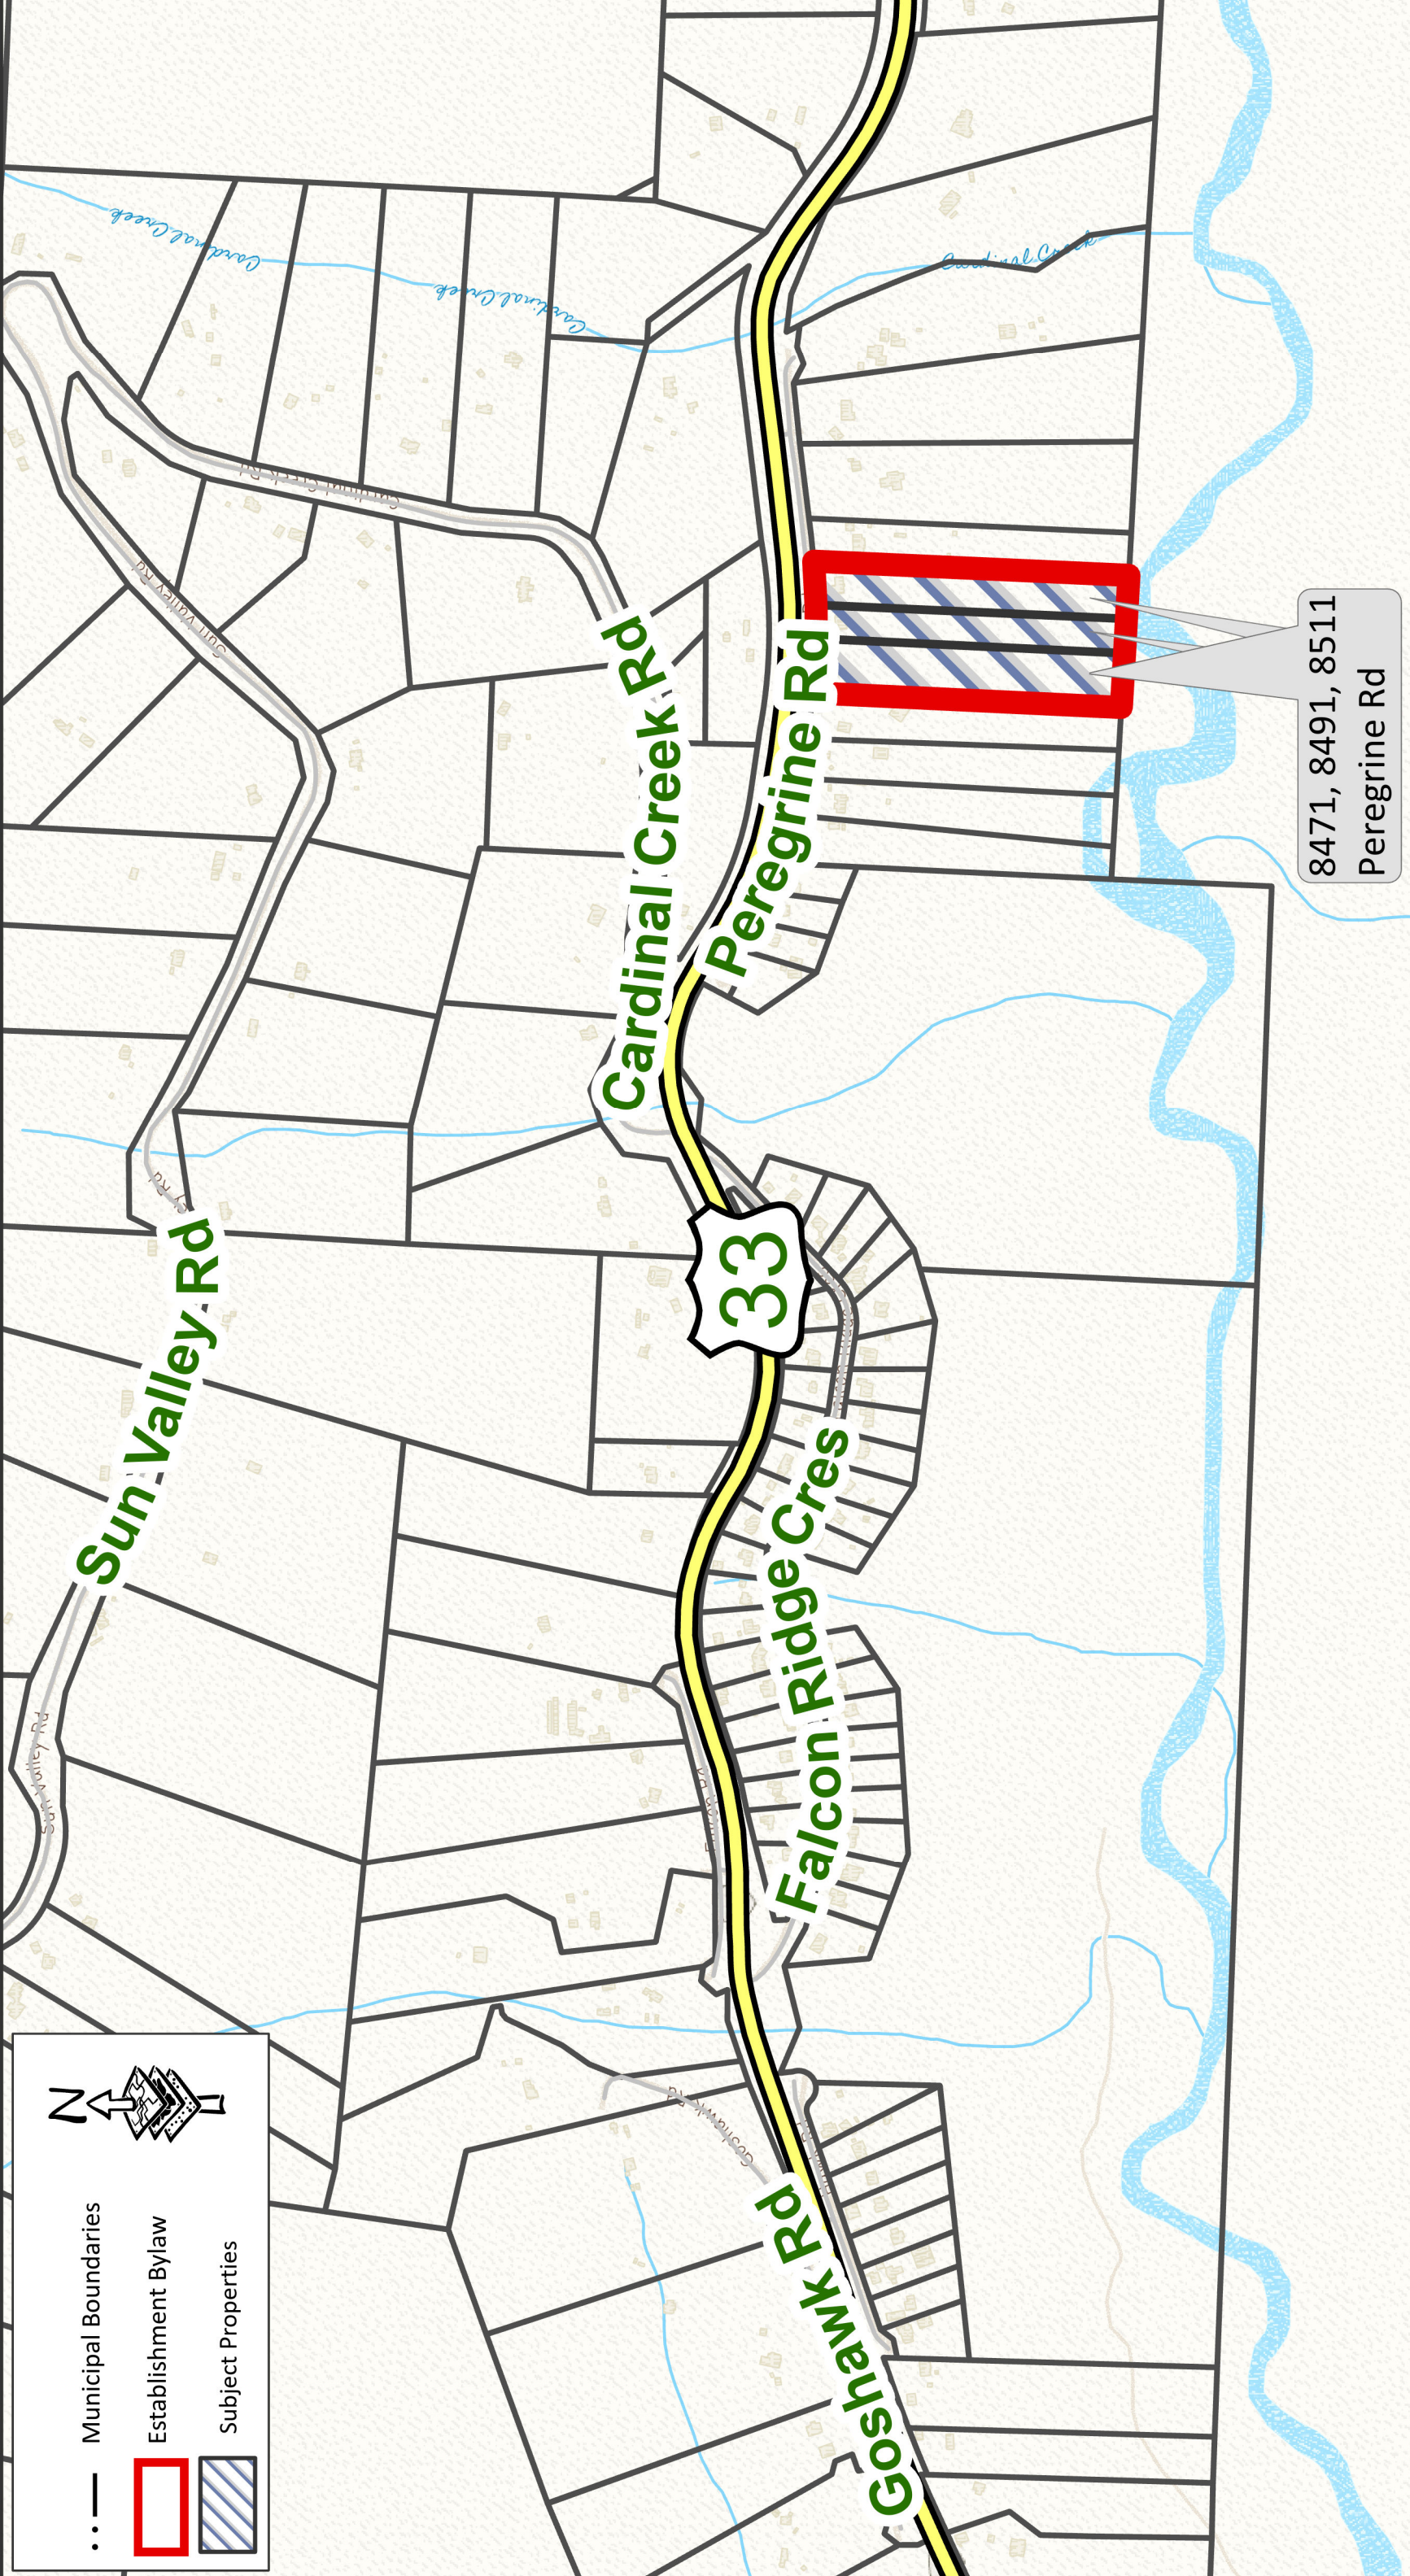 N
Municipal Boundaries
Establishment Bylaw
Subject Properties
Sun Valley Rd
Sun Valley Rd
Sun Valley Rd
Cardinal Creek Rd
Cardinal Creek Rd
Cardinal Creek
Cardinal Creek
Cardinal Creek
Goshawk Rd
Goshawk Rd
33
Falcon Ridge Cres
Peregrine Rd
8471, 8491, 8511
Peregrine Rd